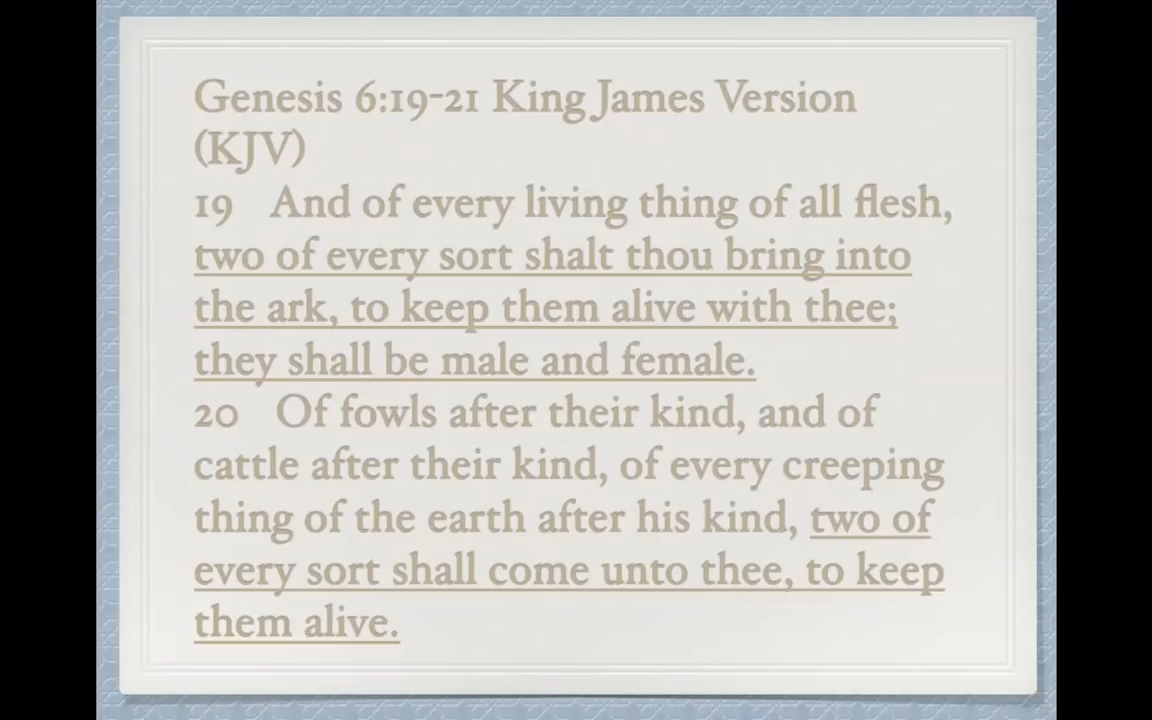 Genesis 6:19-21 King James Version
(KJV)
19 And of every living thing of all flesh,
two of every sort shalt thou bring into
the ark, to keep them alive with thee;
they shall be male and female.
20 Of fowls after their kind, and of
cattle after their kind, of every creeping
thing of the earth after his kind, two of
every sort shall come unto thee, to keep
them alive.